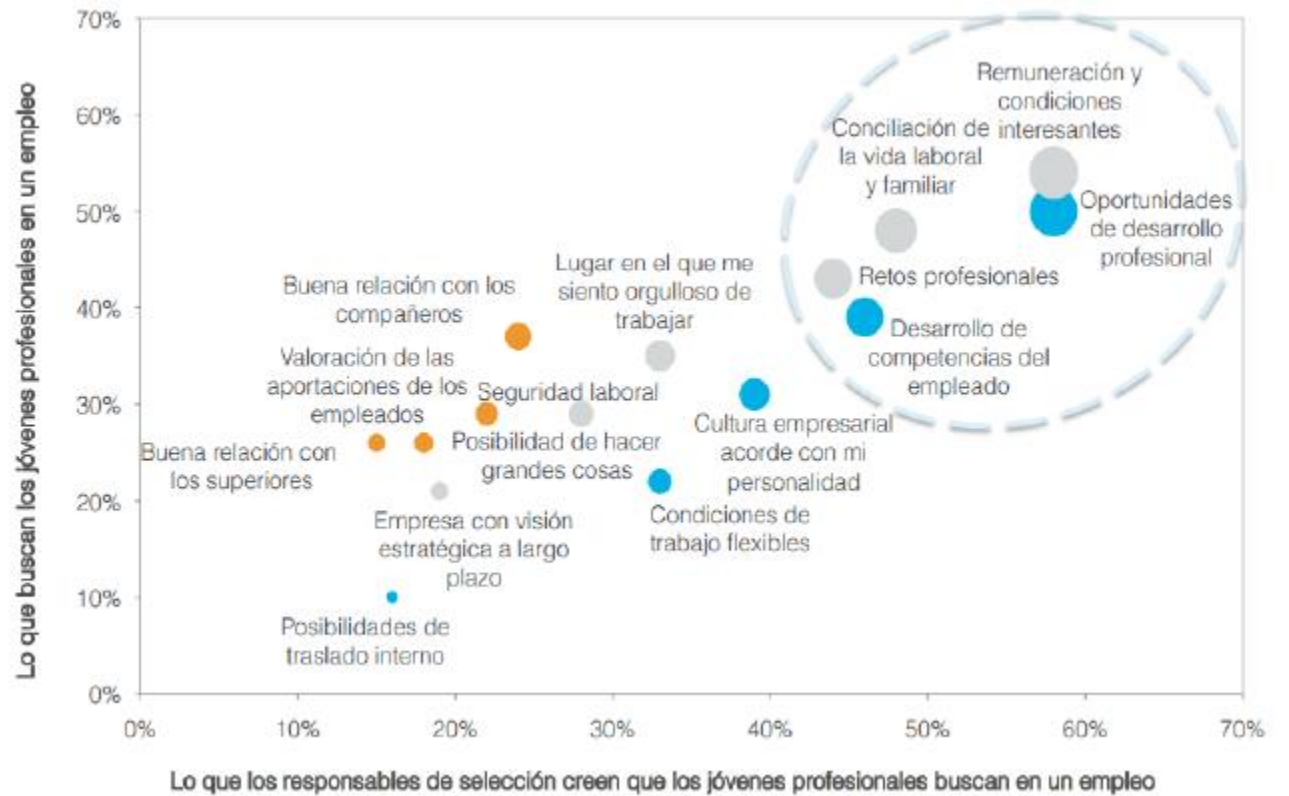 Lo que buscan los jóvenes profesionales en un empleo
70%
60%
50%
40%
30%
20%
10%
0%
Remuneración y
condiciones
interesantes
Conciliación de
la vida laboral
y familiar
Oportunidades
de desarrollo
profesional
Retos profesionales
Desarrollo de
competencias del
empleado
Lugar en el que me
siento orgulloso de
trabajar
Buena relación con los
compañeros
Valoración de las
aportaciones de los
empleados
Seguridad laboral
Cultura empresarial
acorde con mi
personalidad
Buena relación con
los superiores
Posibilidad de hacer
grandes cosas
Condiciones de
trabajo flexibles
Empresa con visión
estratégica a largo
plazo
Posibilidades de
traslado interno
0%
10%
20%
30%
40%
50%
60%
70%
Lo que los responsables de selección creen que los jóvenes profesionales buscan en un empleo